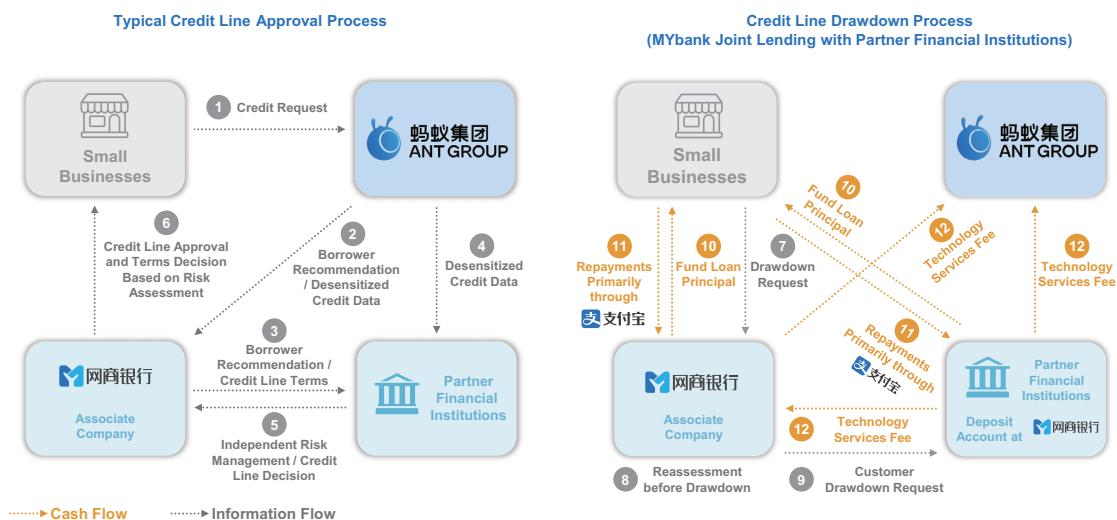 Typical Credit Line Approval Process
Small
Businesses
1 Credit Request
蚂蚁集团
ANT GROUP
6
Credit Line Approval
and Terms Decision
Based on Risk
Assessment
2
Borrower
Recommendation
/ Desensitized
Credit Data
4
Desensitized
Credit Data
3
Borrower
Recommendation /
Credit Line Terms
网商银行
Associate
Company
Partner
Financial
Institutions
5
Independent Risk
Management / Credit
Line Decision
Cash Flow
Information Flow
Credit Line Drawdown Process
(MYbank Joint Lending with Partner Financial Institutions)
Small
Businesses
蚂蚁集团
ANT GROUP
10
Fund Loan
Principal
11
Repayments
Primarily
through
支 支付宝
10
Fund Loan
Principal
7
Drawdown
Request
12
Technology
Services Fee
12
Technology
Services Fee
11
Repayments
Primarily through
支 支付宝
网商银行
Associate
Company
Partner
Financial
Institutions
Deposit
Account at
网商银行
12
Technology
Services Fee
8
Reassessment
before Drawdown
9
Customer
Drawdown Request